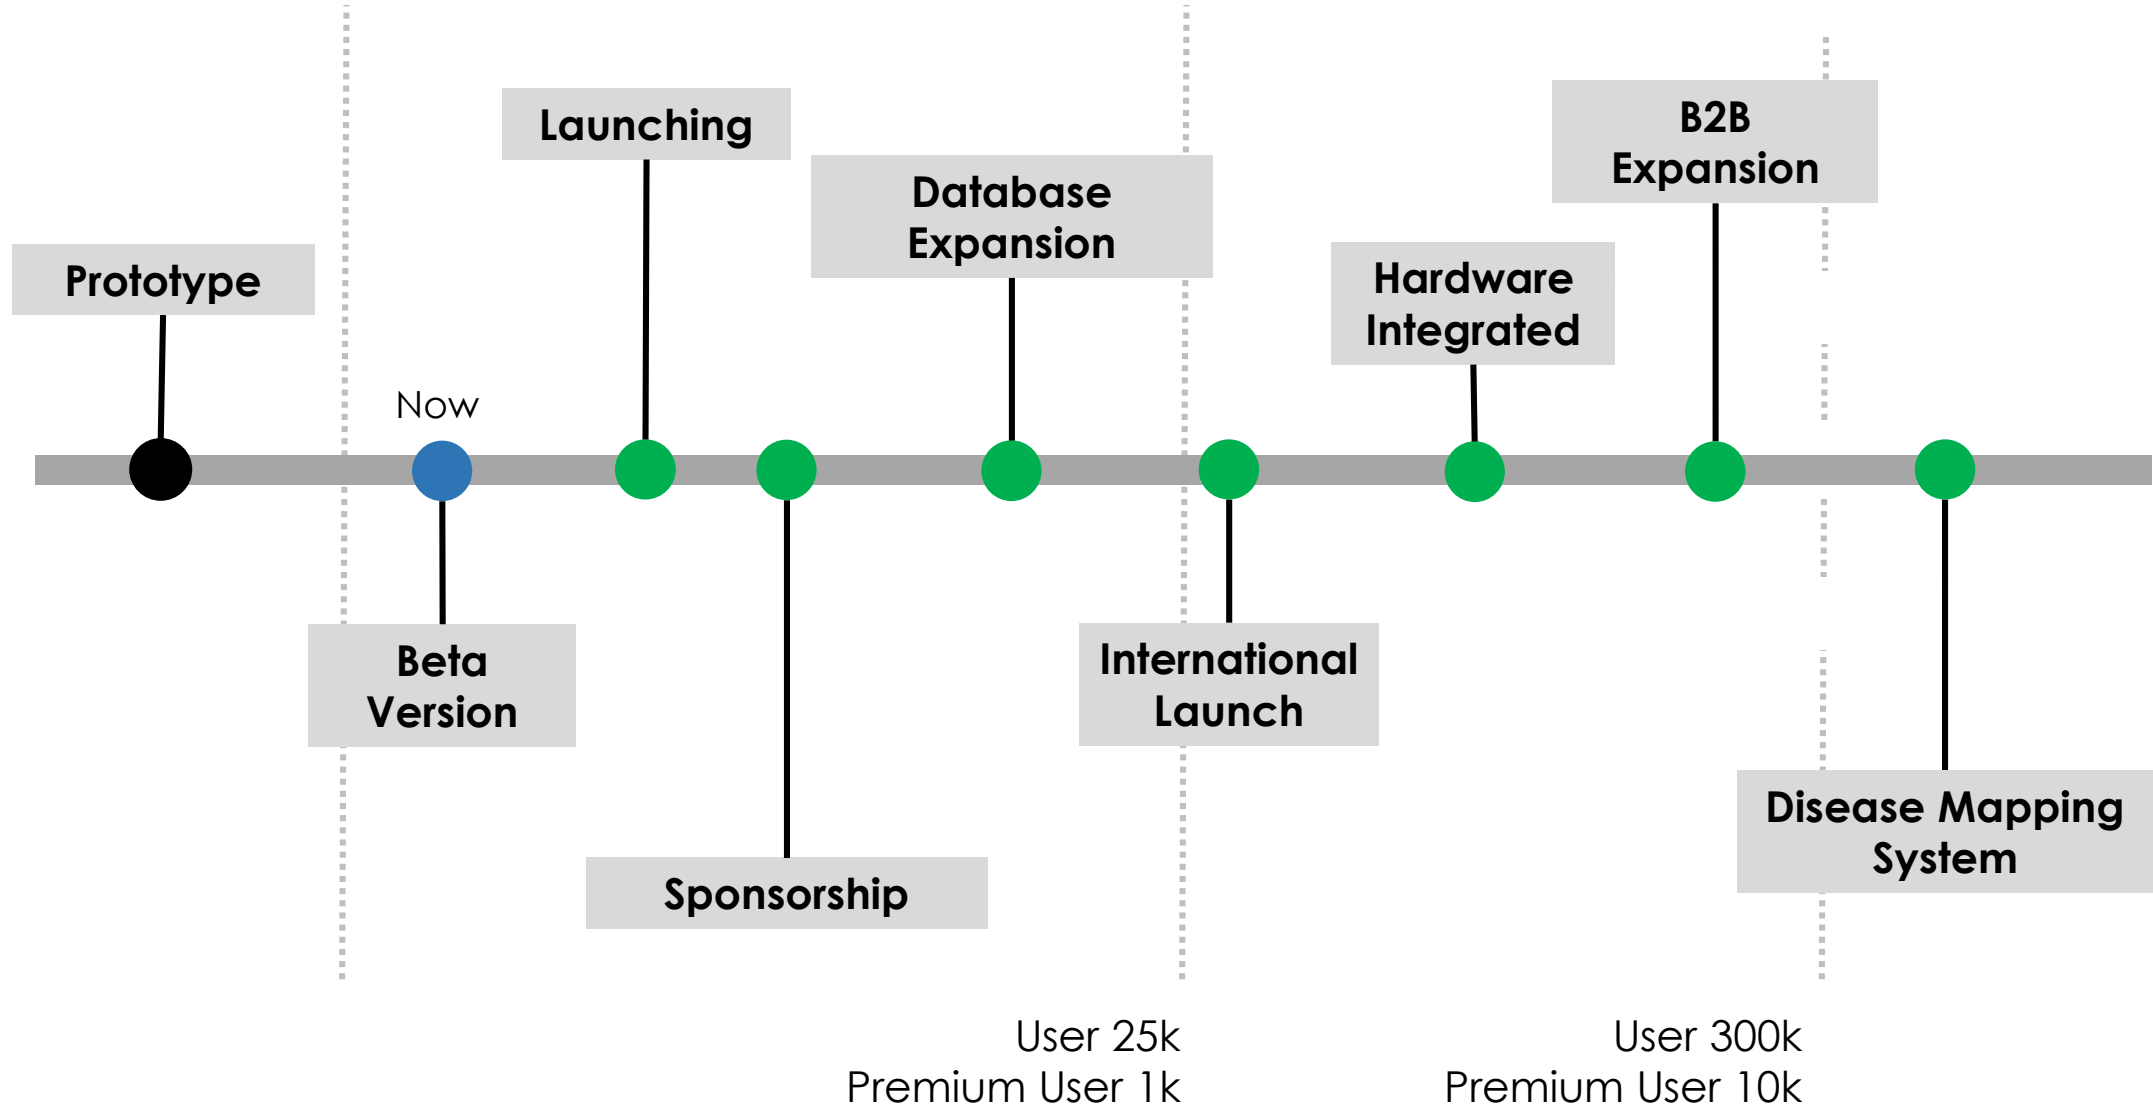 Prototype
Now
Beta
Version
Launching
Sponsorship
Database
Expansion
International
Launch
Hardware
Integrated
B2B
Expansion
Disease Mapping
System
User 25k
Premium User 1k
User 300k
Premium User 10k